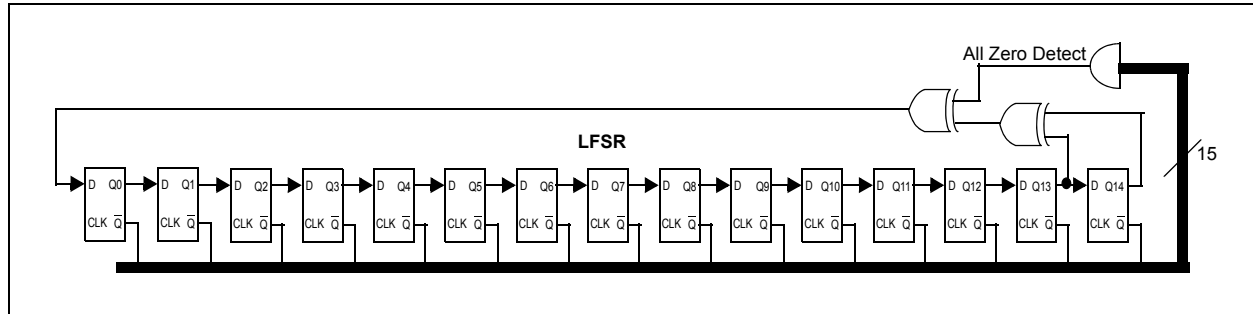 All Zero Detect
LFSR
15
D Q0 D Q1 D Q2 D Q3 D Q4 D Q5 D Q6 D Q7 D Q8 D Q9 D Q10 D Q11 D Q12 D Q13 D Q14
CLK Q̅ CLK Q̅ CLK Q̅ CLK Q̅ CLK Q̅ CLK Q̅ CLK Q̅ CLK Q̅ CLK Q̅ CLK Q̅ CLK Q̅ CLK Q̅ CLK Q̅ CLK Q̅ CLK Q̅